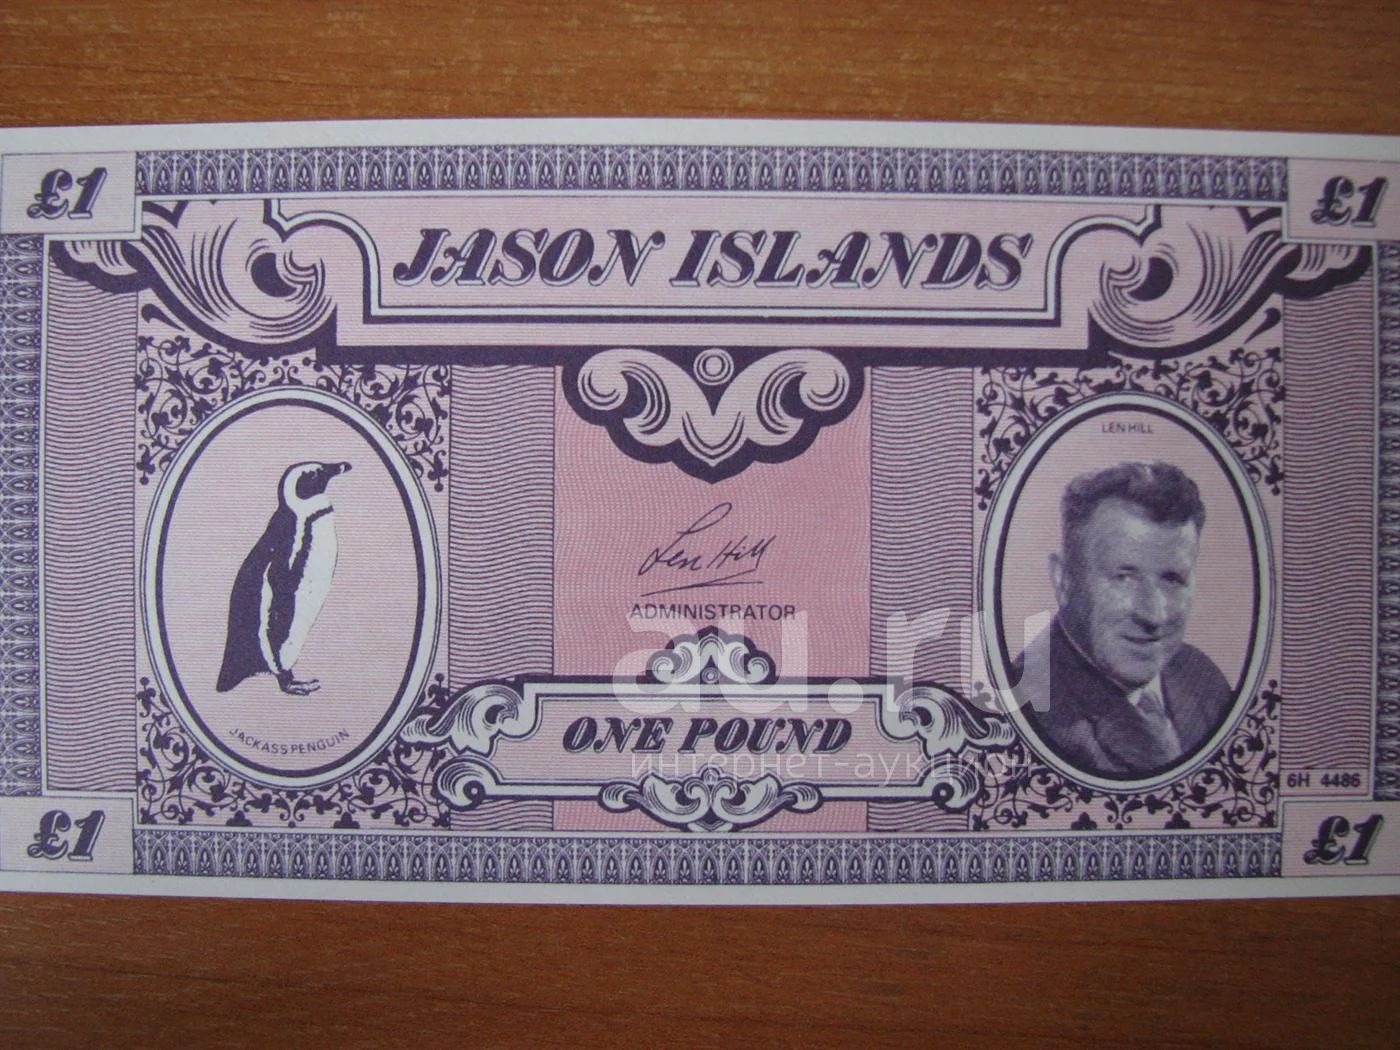 £1
£1
JASON ISLANDS
LEN HILL
Len Hill
ADMINISTRATOR
au.ru
JACKASS PENGUIN
ONE POUND
интернет-аукцион
6H 4486
£1
£1